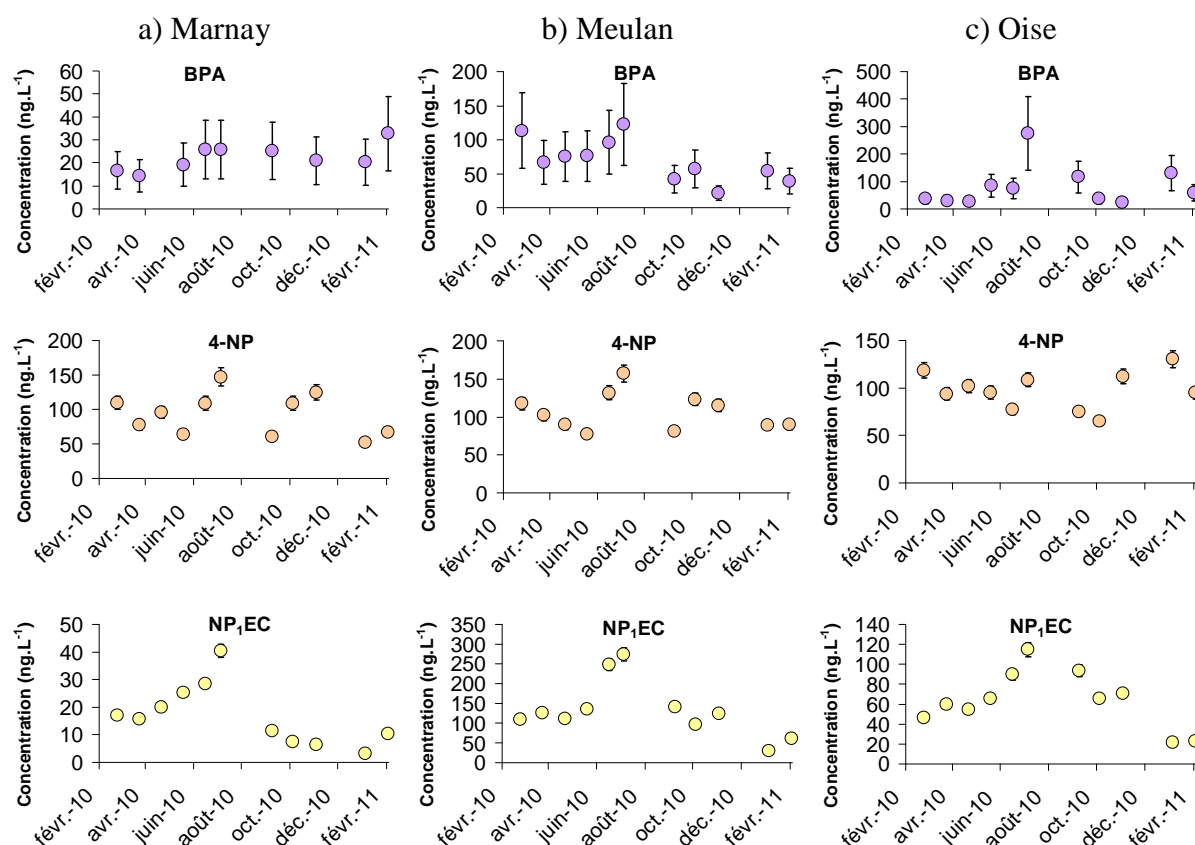 a) Marnay
b) Meulan
c) Oise
BPA
Concentration (ng.L-1)
60
50
40
30
20
10
0
févr.-10
avr.-10
juin-10
août-10
oct.-10
déc.-10
févr.-11
BPA
Concentration (ng.L-1)
200
150
100
50
0
févr.-10
avr.-10
juin-10
août-10
oct.-10
déc.-10
févr.-11
BPA
Concentration (ng.L-1)
500
400
300
200
100
0
févr.-10
avr.-10
juin-10
août-10
oct.-10
déc.-10
févr.-11
4-NP
Concentration (ng.L-1)
200
150
100
50
0
févr.-10
avr.-10
juin-10
août-10
oct.-10
déc.-10
févr.-11
4-NP
Concentration (ng.L-1)
200
150
100
50
0
févr.-10
avr.-10
juin-10
août-10
oct.-10
déc.-10
févr.-11
4-NP
Concentration (ng.L-1)
150
100
50
0
févr.-10
avr.-10
juin-10
août-10
oct.-10
déc.-10
févr.-11
NP₁EC
Concentration (ng.L-1)
50
40
30
20
10
0
févr.-10
avr.-10
juin-10
août-10
oct.-10
déc.-10
févr.-11
NP₁EC
Concentration (ng.L-1)
350
300
250
200
150
100
50
0
févr.-10
avr.-10
juin-10
août-10
oct.-10
déc.-10
févr.-11
NP₁EC
Concentration (ng.L-1)
140
120
100
80
60
40
20
0
févr.-10
avr.-10
juin-10
août-10
oct.-10
déc.-10
févr.-11